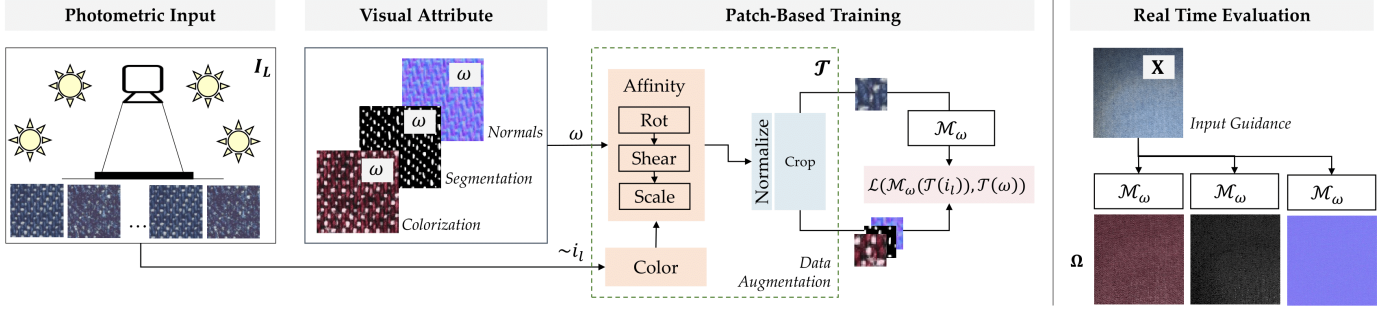 Photometric Input
I_L
...
Visual Attribute
ω
Normals
ω
Segmentation
ω
Colorization
ω
~i_l
Patch-Based Training
𝒯
Affinity
Rot
Shear
Scale
Color
Normalize
Crop
Data
Augmentation
ℳ_ω
ℒ(ℳ_ω(𝒯(i_l)),𝒯(ω))
Real Time Evaluation
X
Input Guidance
ℳ_ω
ℳ_ω
ℳ_ω
Ω